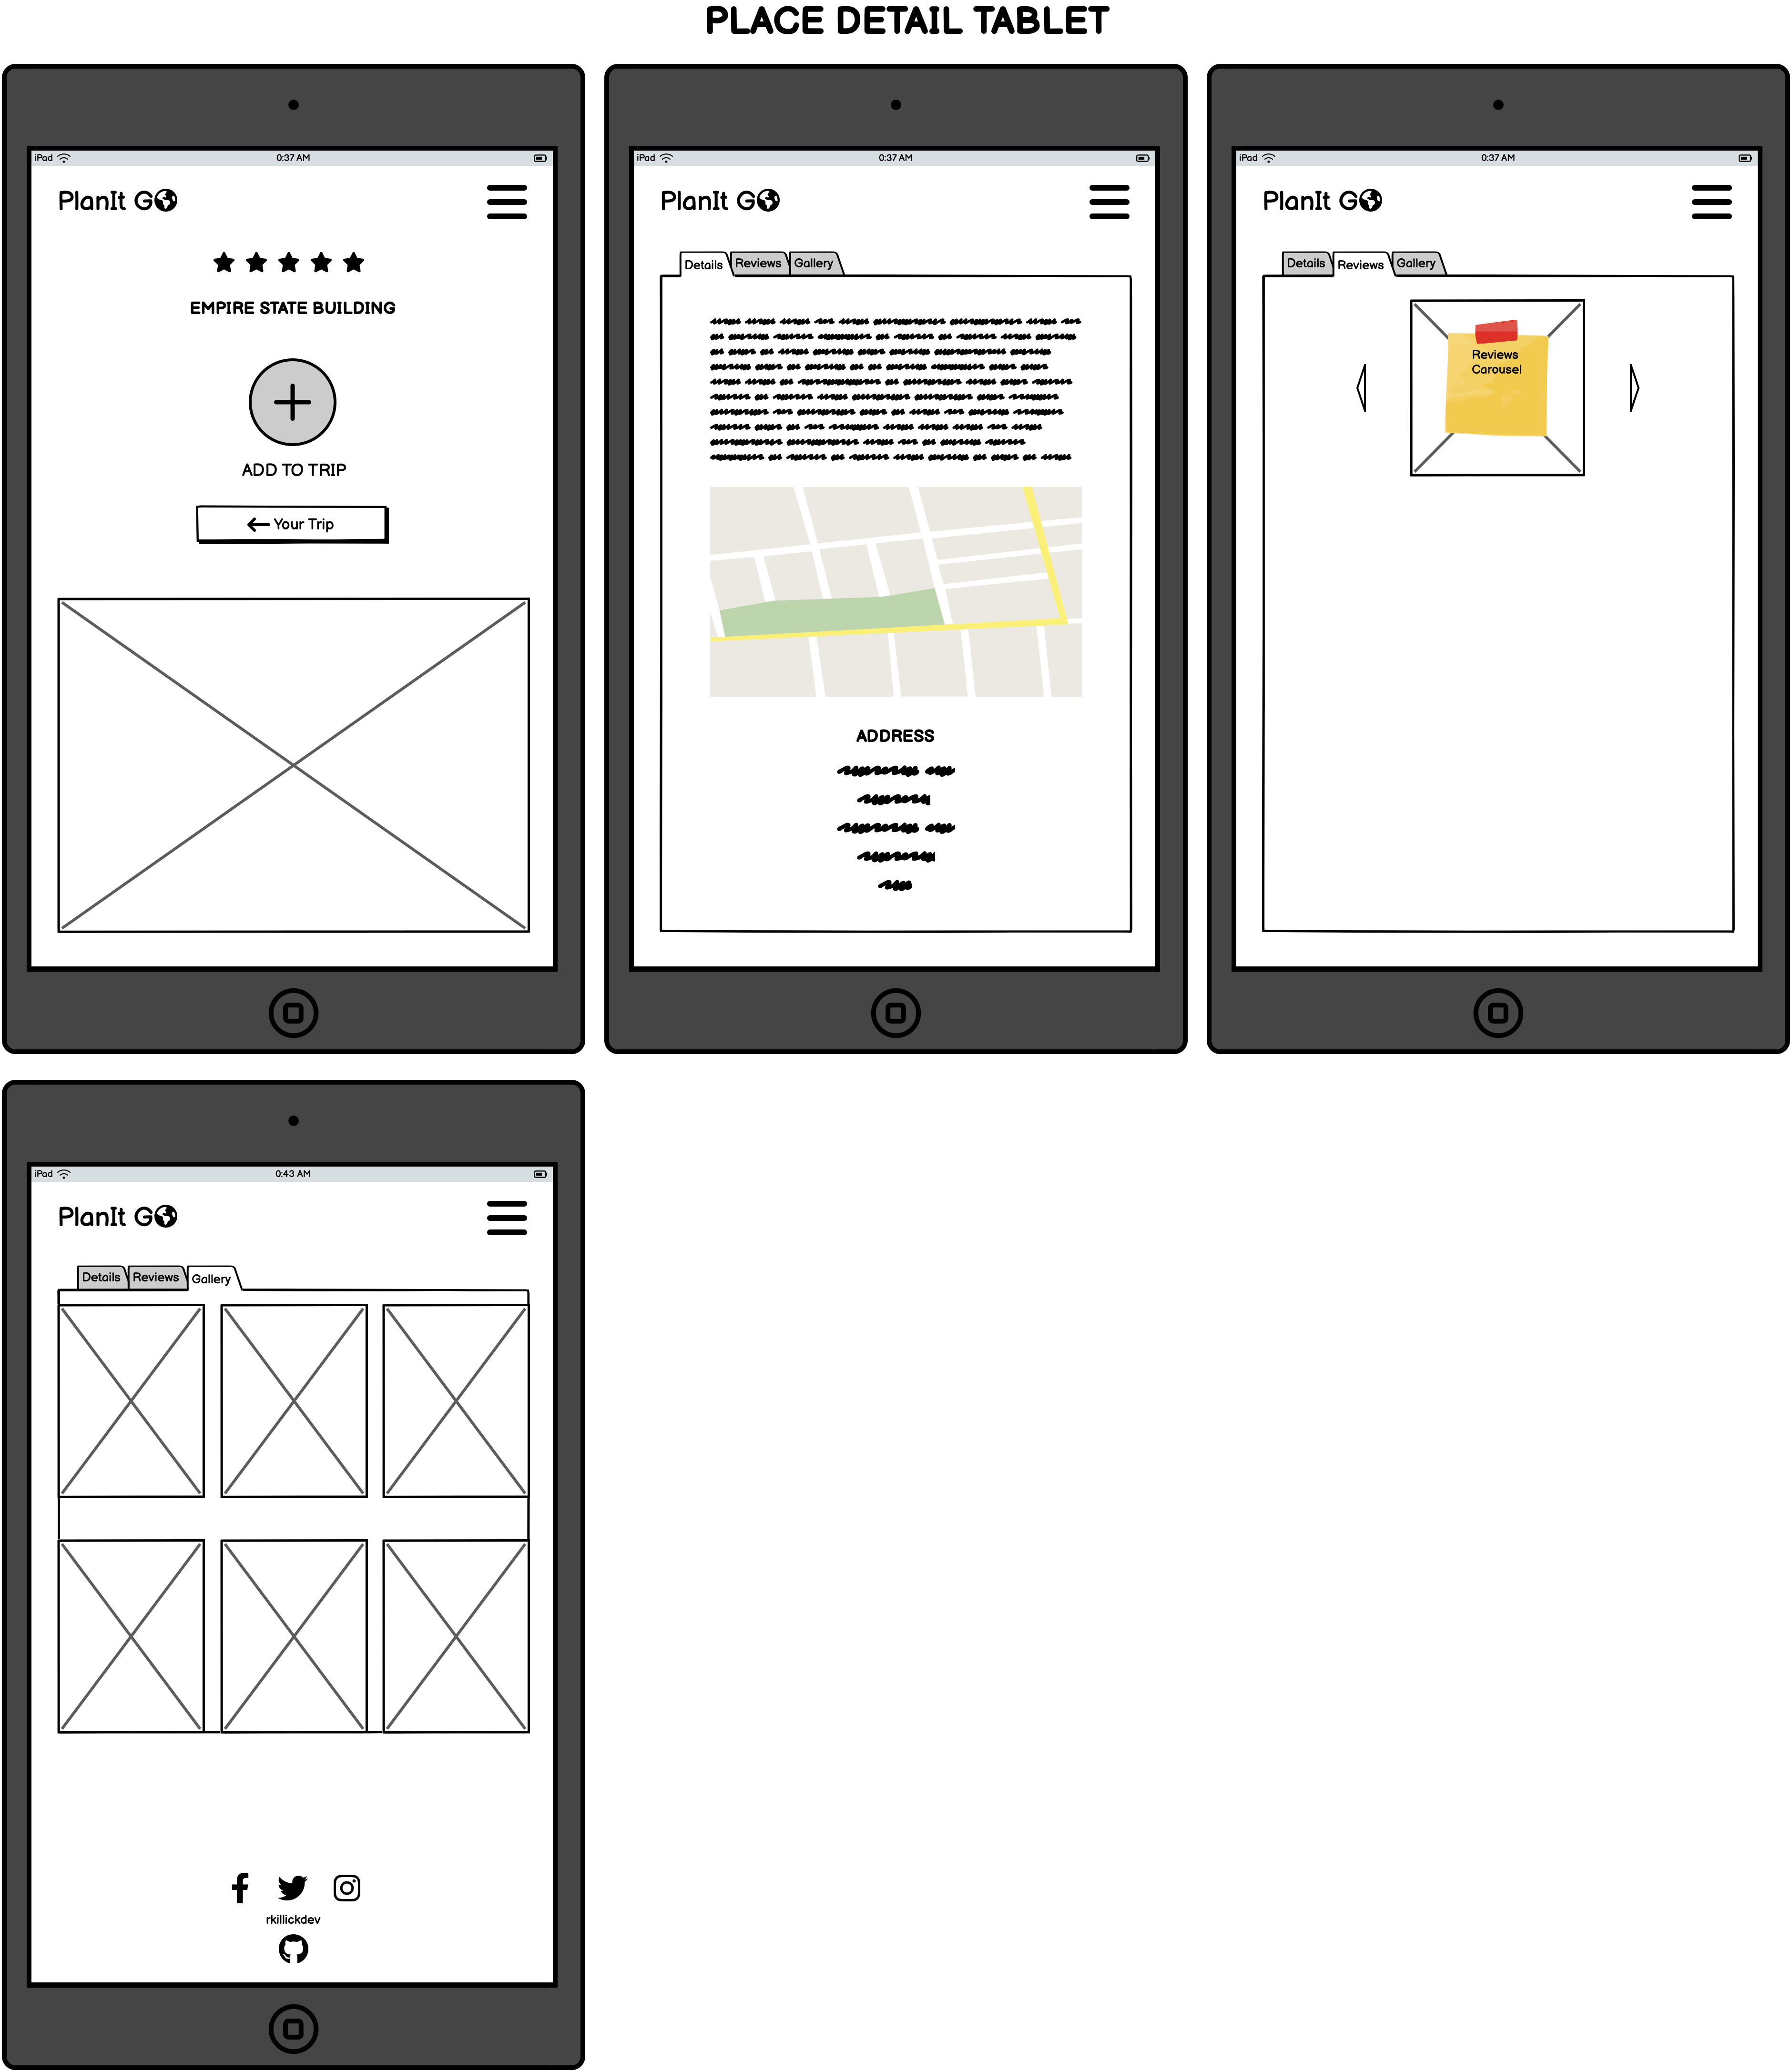 PLACE DETAIL TABLET
iPad 0:37 AM
PlanIt G
EMPIRE STATE BUILDING
ADD TO TRIP
Your Trip
iPad 0:37 AM
PlanIt G
Details Reviews Gallery
ADDRESS
iPad 0:37 AM
PlanIt G
Details Reviews Gallery
Reviews
Carousel
iPad 0:43 AM
PlanIt G
Details Reviews Gallery
rkillickdev